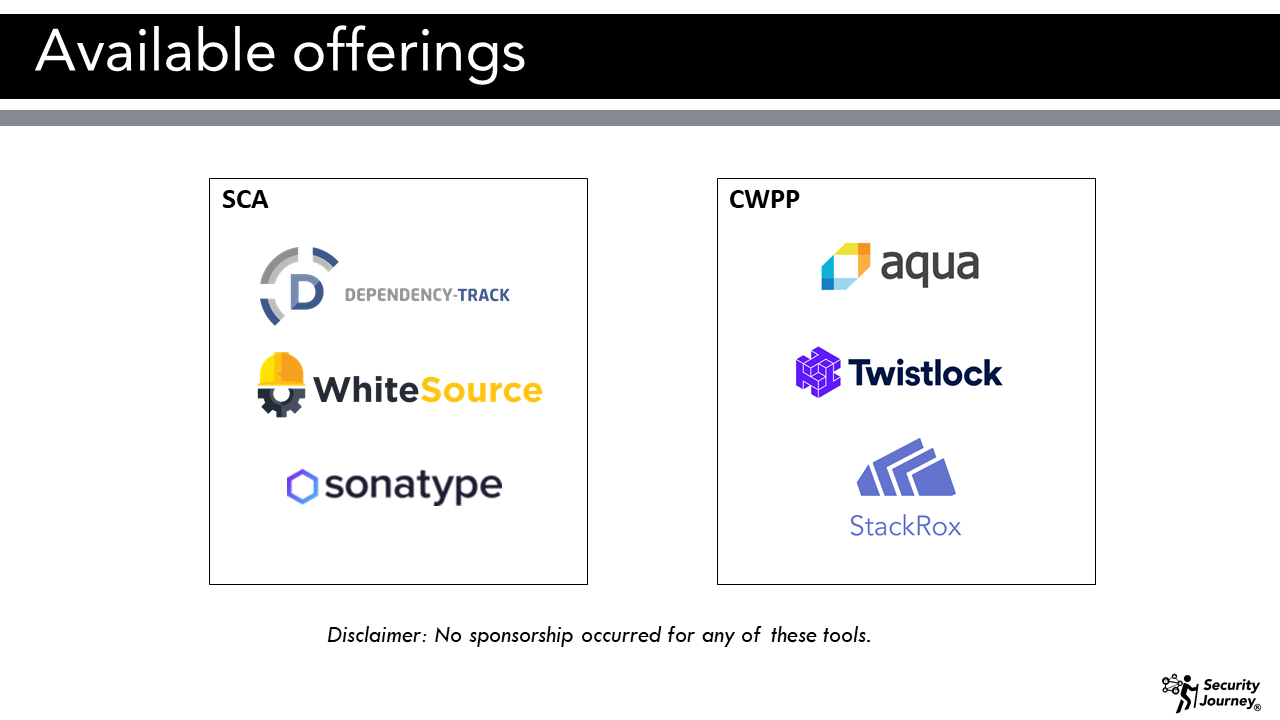 Available offerings
SCA
DEPENDENCY-TRACK
WhiteSource
sonatype
CWPP
aqua
Twistlock
StackRox
Disclaimer: No sponsorship occurred for any of these tools.
Security
Journey®